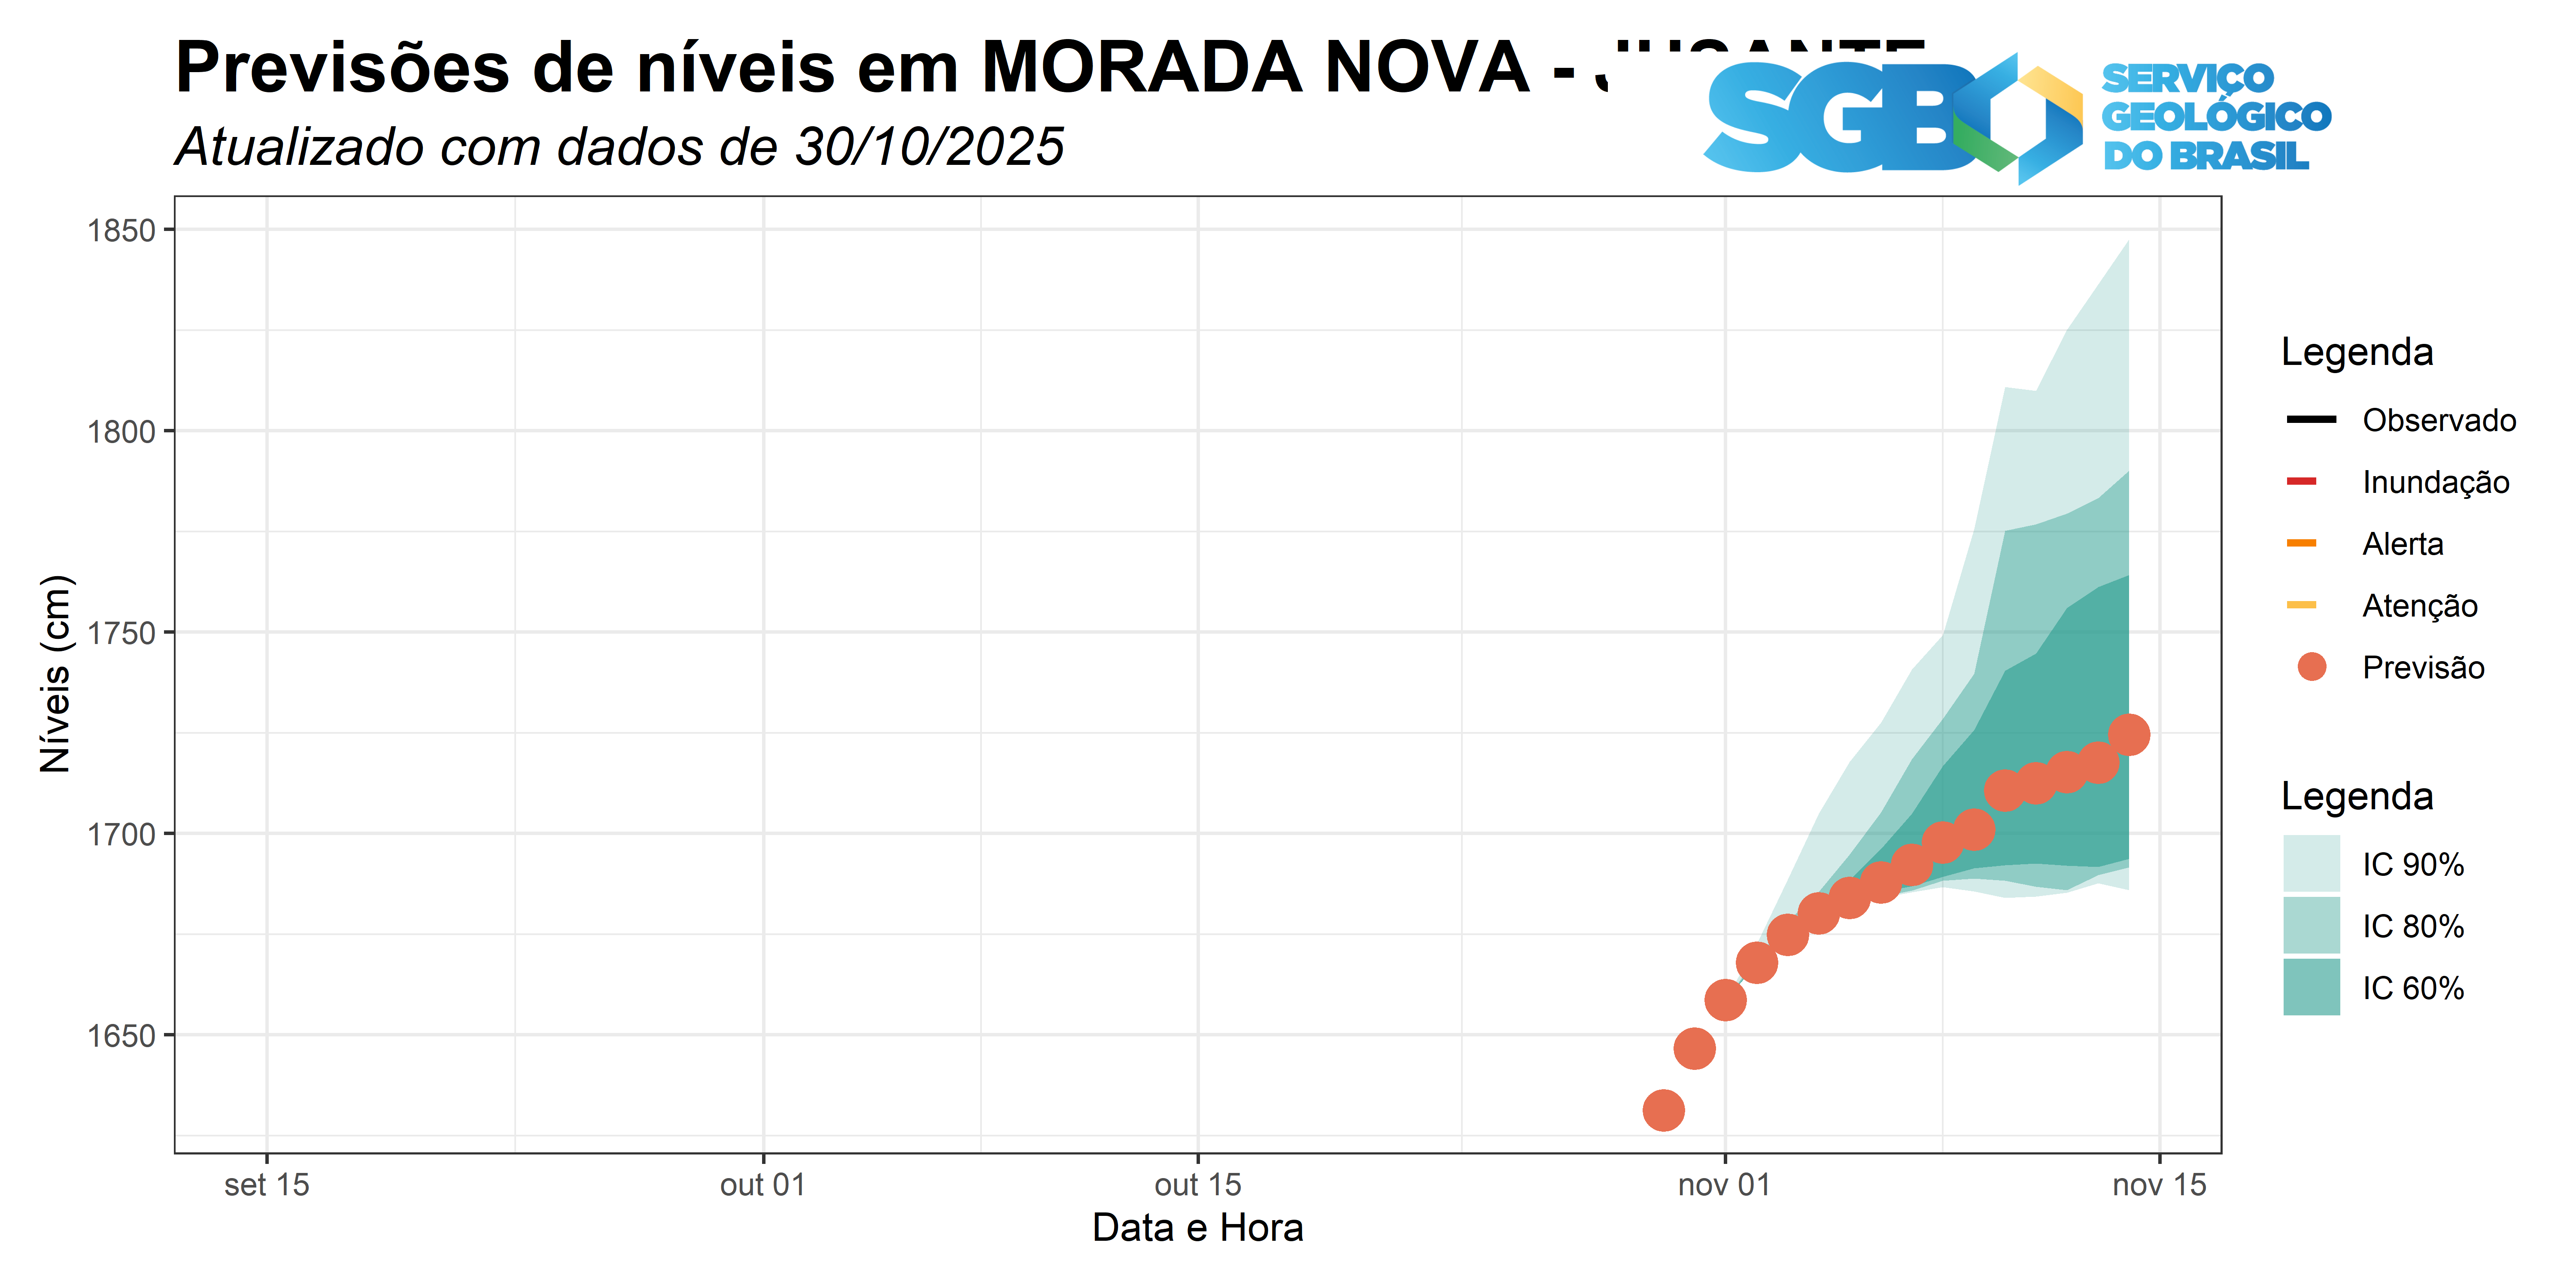 Previsões de níveis em MORADA NOVA -
Atualizado com dados de 30/10/2025
SGB
SERVIÇO
GEOLÓGICO
DO BRASIL
1850
1800
1750
1700
1650
Níveis (cm)
set 15
out 01
out 15
nov 01
nov 15
Data e Hora
Legenda
Observado
Inundação
Alerta
Atenção
Previsão
Legenda
IC 90%
IC 80%
IC 60%